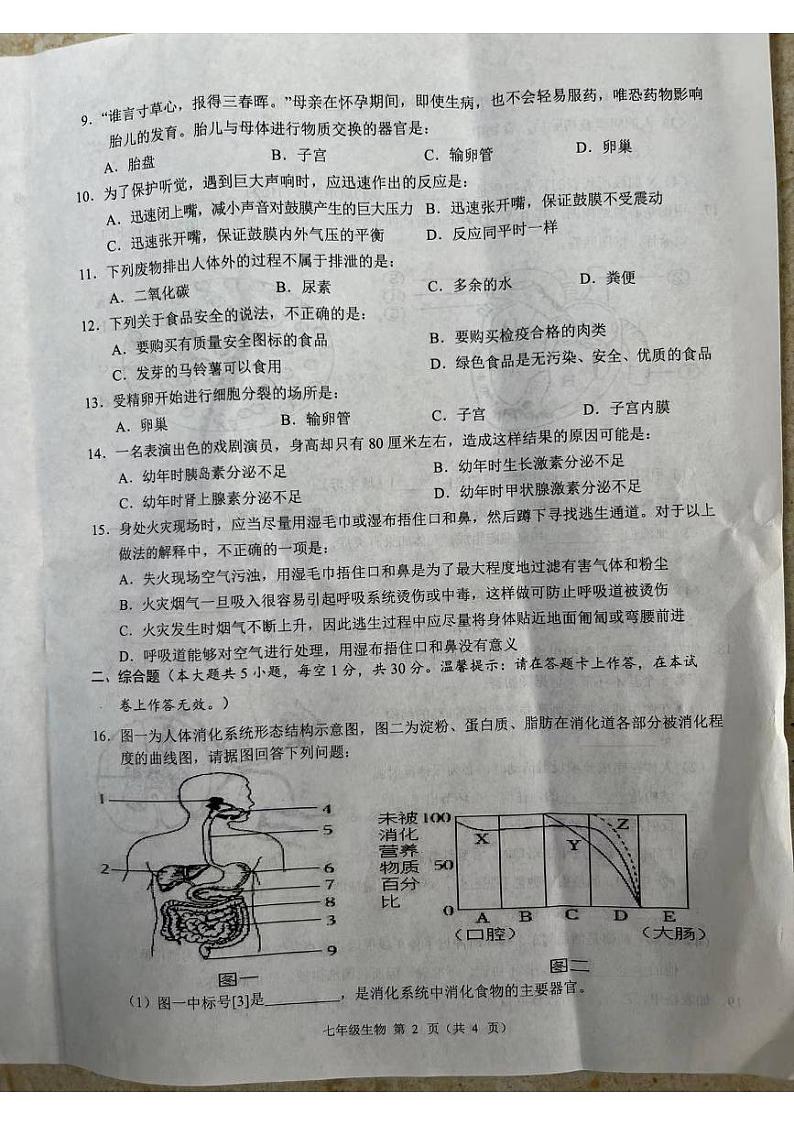 9．“谁言寸草心，报得三春晖。”母亲在怀孕期间，即使生病，也不会轻易服药，唯恐药物影响
胎儿的发育。胎儿与母体进行物质交换的器官是：
A．胎盘 B．子宫 C．输卵管 D．卵巢
10．为了保护听觉，遇到巨大声响时，应迅速作出的反应是：
A．迅速闭上嘴，减小声音对鼓膜产生的巨大压力 B．迅速张开嘴，保证鼓膜不受震动
C．迅速张开嘴，保证鼓膜内外气压的平衡 D．反应同平时一样
11．下列废物排出人体外的过程不属于排泄的是：
A．二氧化碳 B．尿素 C．多余的水 D．粪便
12．下列关于食品安全的说法，不正确的是：
A．要购买有质量安全图标的食品 B．要购买检疫合格的肉类
C．发芽的马铃薯可以食用 D．绿色食品是无污染、安全、优质的食品
13．受精卵开始进行细胞分裂的场所是：
A．卵巢 B．输卵管 C．子宫 D．子宫内膜
14．一名表演出色的戏剧演员，身高却只有 80 厘米左右，造成这样结果的原因可能是：
A．幼年时胰岛素分泌不足 B．幼年时生长激素分泌不足
C．幼年时肾上腺素分泌不足 D．幼年时甲状腺激素分泌不足
15．身处火灾现场时，应当尽量用湿毛巾或湿布捂住口和鼻，然后蹲下寻找逃生通道。对于以上
做法的解释中，不正确的一项是：
A．失火现场空气污浊，用湿毛巾捂住口和鼻是为了最大程度地过滤有害气体和粉尘
B．火灾烟气一旦吸入很容易引起呼吸系统烫伤或中毒，这样做可防止呼吸道被烫伤
C．火灾发生时烟气不断上升，因此逃生过程中应尽量将身体贴近地面匍匐或弯腰前进
D．呼吸道能够对空气进行处理，用湿布捂住口和鼻没有意义
二、综合题（本大题共 5 小题，每空 1 分，共 30 分。温馨提示：请在答题卡上作答，在本试
卷上作答无效。）
16．图一为人体消化系统形态结构示意图，图二为淀粉、蛋白质、脂肪在消化道各部分被消化程
度的曲线图，请据图回答下列问题：
1
2
4
5
6
7
8
3
9
图一
未被
消化
营养
物质
百分
比
100
50
0
X
Y
Z
A B C D E
（口腔） （大肠）
图二
（1）图一中标号[3]是________，是消化系统中消化食物的主要器官。
七年级生物 第 2 页（共 4 页）